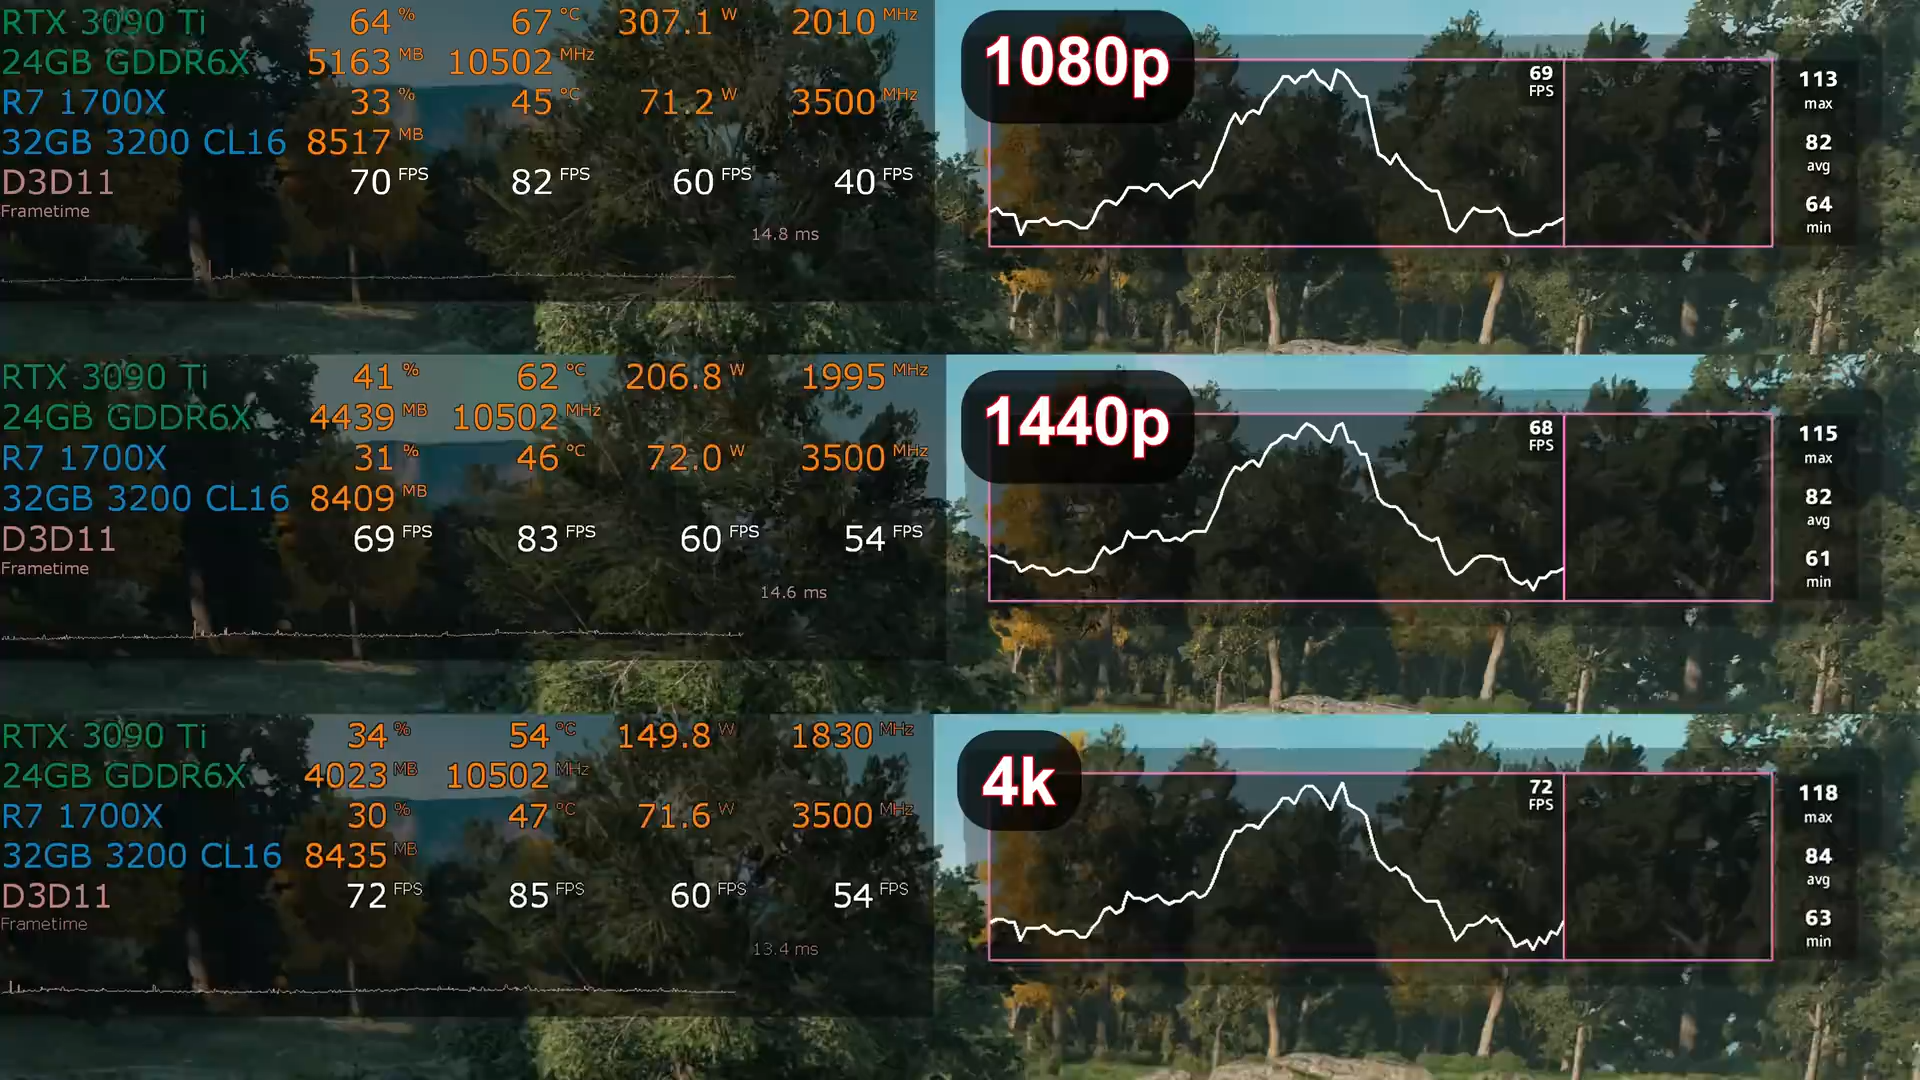 RTX 3090 Ti 64 % 67 °C 307.1 W 2010 MHz
24GB GDDR6X 5163 MB 10502 MHz
R7 1700X 33 % 45 °C 71.2 W 3500 MHz
32GB 3200 CL16 8517 MB
D3D11 70 FPS 82 FPS 60 FPS 40 FPS
Frametime
14.8 ms
1080p
69
FPS
113
max
82
avg
64
min
RTX 3090 Ti 41 % 62 °C 206.8 W 1995 MHz
24GB GDDR6X 4439 MB 10502 MHz
R7 1700X 31 % 46 °C 72.0 W 3500 MHz
32GB 3200 CL16 8409 MB
D3D11 69 FPS 83 FPS 60 FPS 54 FPS
Frametime
14.6 ms
1440p
68
FPS
115
max
82
avg
61
min
RTX 3090 Ti 34 % 54 °C 149.8 W 1830 MHz
24GB GDDR6X 4023 MB 10502 MHz
R7 1700X 30 % 47 °C 71.6 W 3500 MHz
32GB 3200 CL16 8435 MB
D3D11 72 FPS 85 FPS 60 FPS 54 FPS
Frametime
13.4 ms
4k
72
FPS
118
max
84
avg
63
min